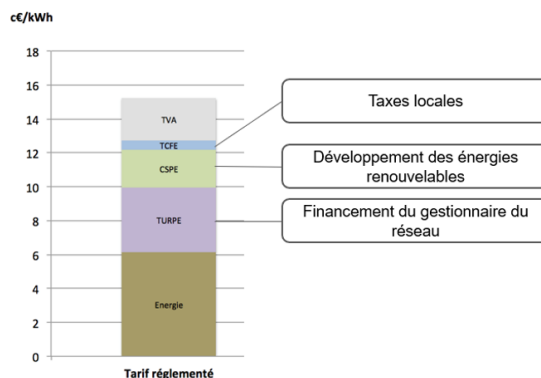 c€/kWh
18
16
14
12
10
8
6
4
2
0
TVA
TCFE
CSPE
TURPE
Energie
Tarif réglementé
Taxes locales
Développement des énergies
renouvelables
Financement du gestionnaire du
réseau